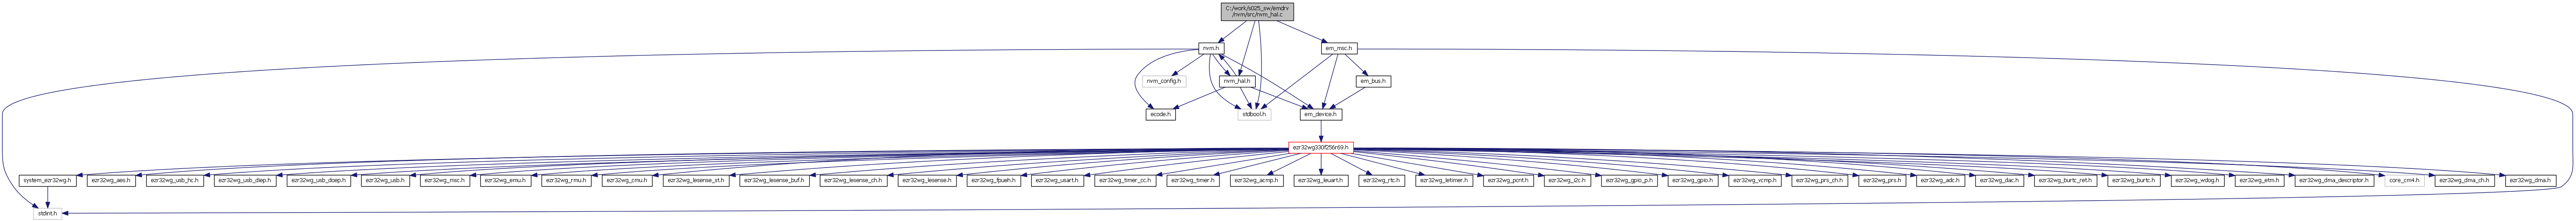 C:/work/s025_sw/emdrv
/nvm/src/nvm_hal.c
nvm.h
em_msc.h
nvm_config.h
nvm_hal.h
em_bus.h
ecode.h
stdbool.h
em_device.h
ezr32wg330f256r69.h
system_ezr32wg.h
ezr32wg_aes.h
ezr32wg_usb_hc.h
ezr32wg_usb_diep.h
ezr32wg_usb_doep.h
ezr32wg_usb.h
ezr32wg_msc.h
ezr32wg_emu.h
ezr32wg_rmu.h
ezr32wg_cmu.h
ezr32wg_lesense_st.h
ezr32wg_lesense_buf.h
ezr32wg_lesense_ch.h
ezr32wg_lesense.h
ezr32wg_fpueh.h
ezr32wg_usart.h
ezr32wg_timer_cc.h
ezr32wg_timer.h
ezr32wg_acmp.h
ezr32wg_leuart.h
ezr32wg_rtc.h
ezr32wg_letimer.h
ezr32wg_pcnt.h
ezr32wg_i2c.h
ezr32wg_gpio_p.h
ezr32wg_gpio.h
ezr32wg_vcmp.h
ezr32wg_prs_ch.h
ezr32wg_prs.h
ezr32wg_adc.h
ezr32wg_dac.h
ezr32wg_burtc_ret.h
ezr32wg_burtc.h
ezr32wg_wdog.h
ezr32wg_etm.h
ezr32wg_dma_descriptor.h
core_cm4.h
ezr32wg_dma_ch.h
ezr32wg_dma.h
stdint.h